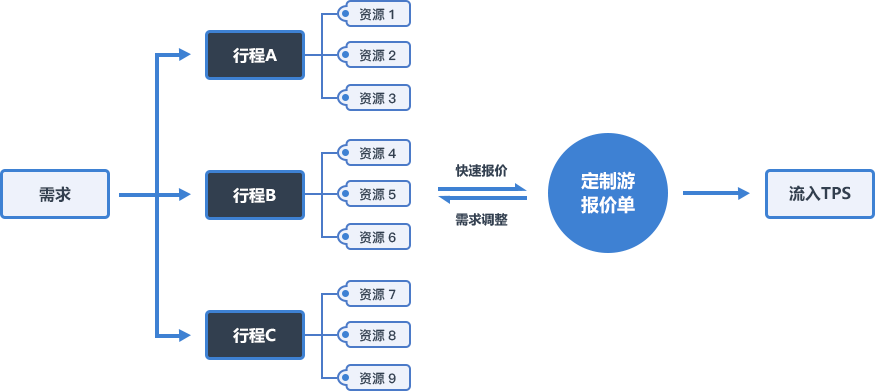 需求
行程A
资源 1
资源 2
资源 3
行程B
资源 4
资源 5
资源 6
行程C
资源 7
资源 8
资源 9
快速报价
需求调整
定制游
报价单
流入TPS